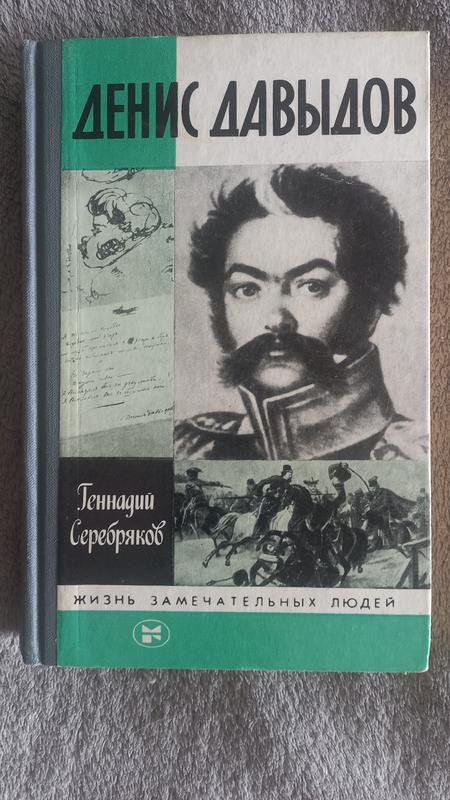 ДЕНИС ДАВЫДОВ
Геннадий
Серебряков
ЖИЗНЬ ЗАМЕЧАТЕЛЬНЫХ ЛЮДЕЙ